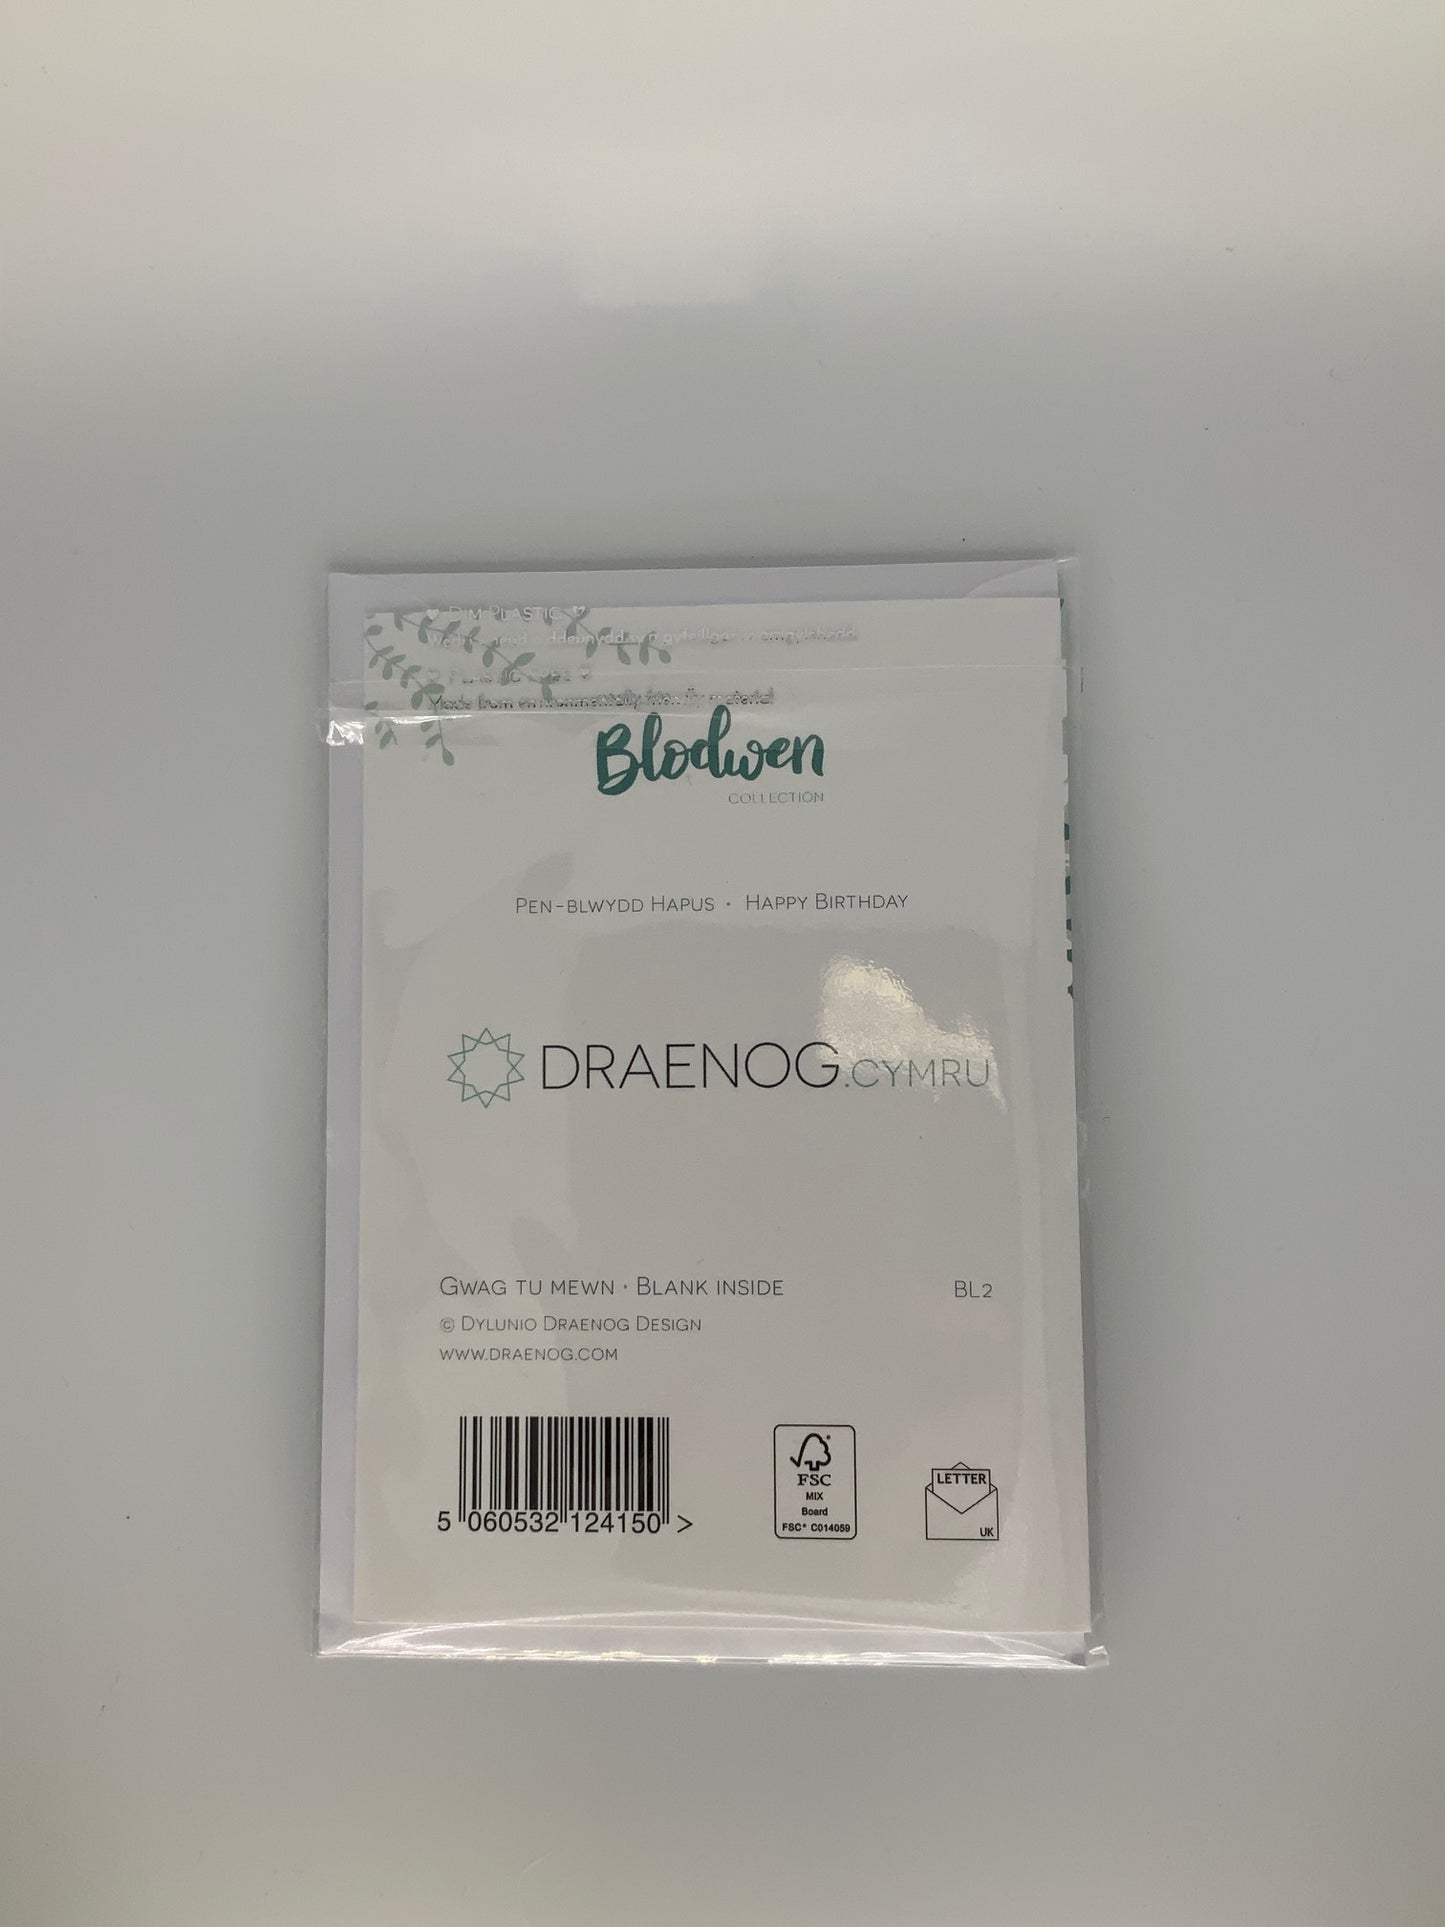 ♥ DIM PLASTIC ♥
♡ PLASTIC FREE ♥
Made from environmentally friendly material
Blodwen
COLLECTION
PEN-BLWYDD HAPUS • HAPPY BIRTHDAY
DRAENOG.CYMRU
GWAG TU MEWN • BLANK INSIDE BL2
© DYLUNIO DRAENOG DESIGN
WWW.DRAENOG.COM
5 060532 124150 >
FSC
MIX
Board
FSC® C014059
LETTER
UK